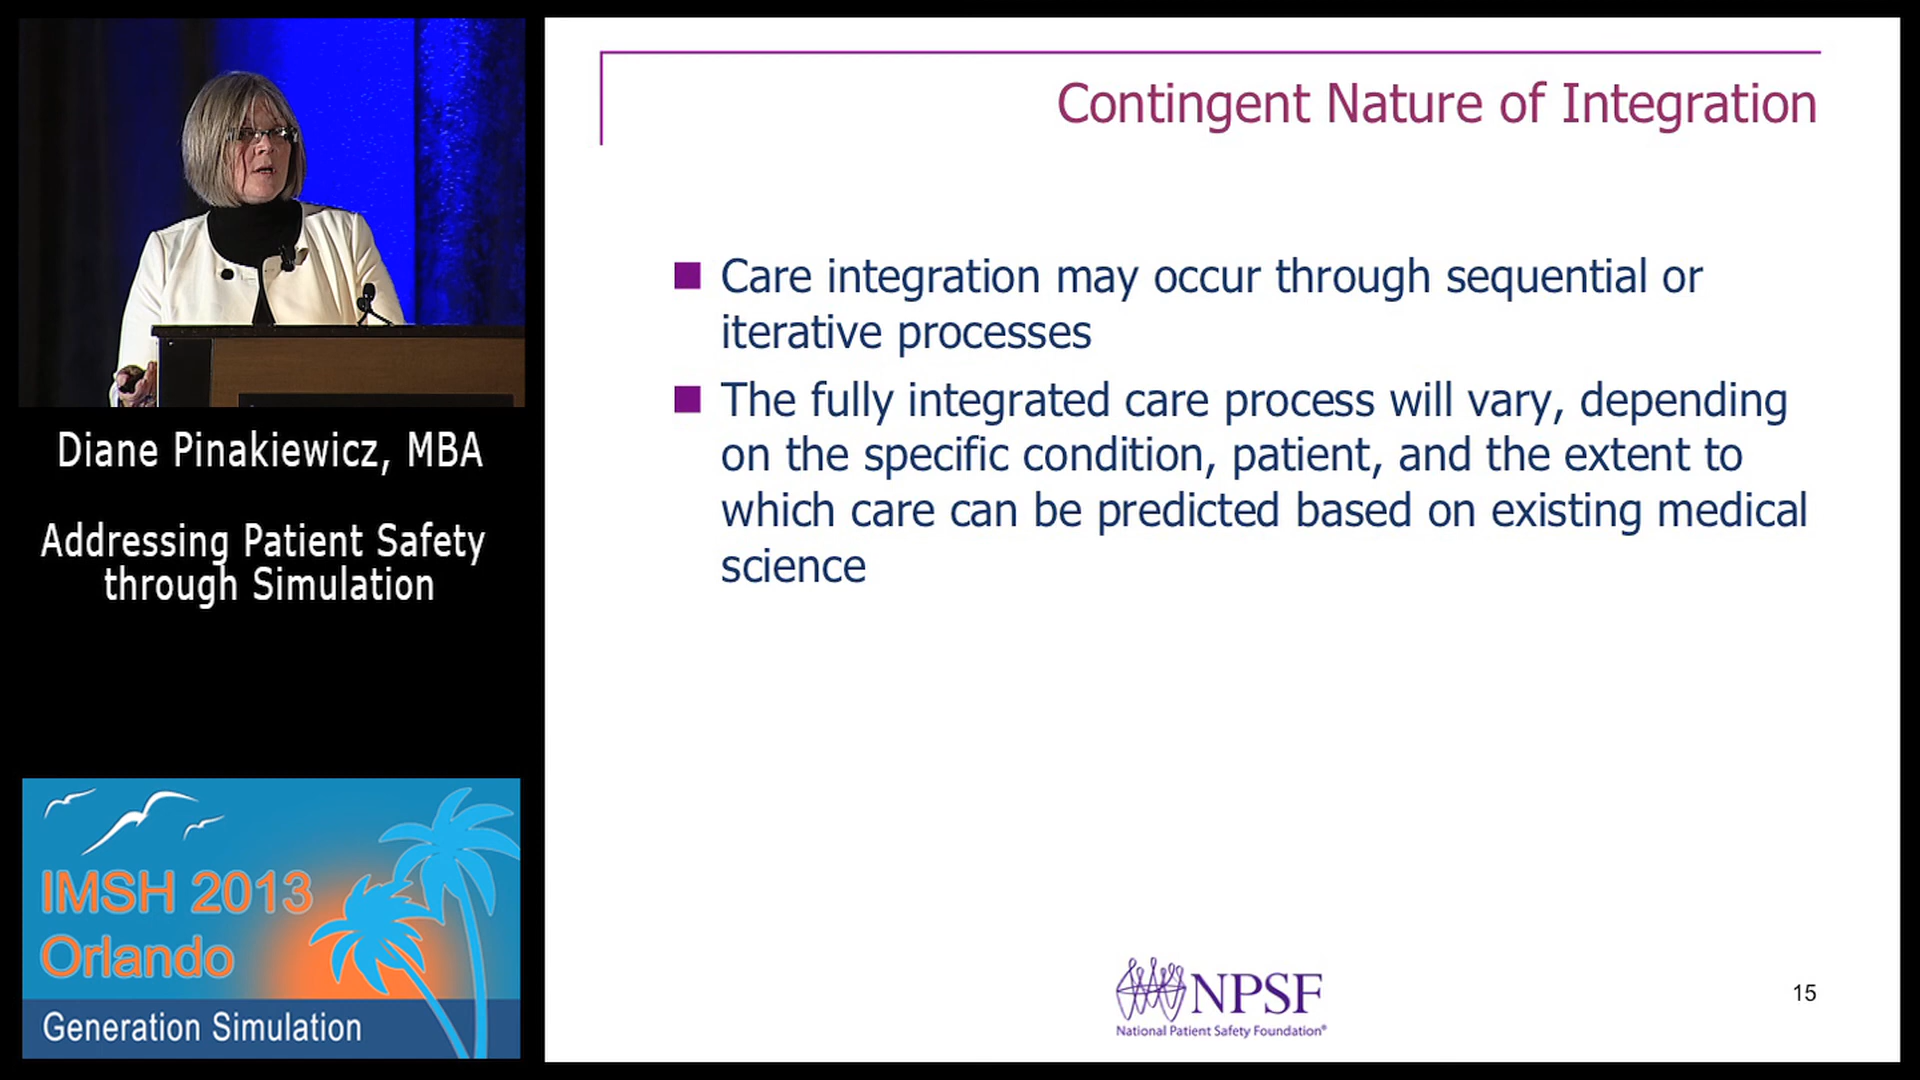 Diane Pinakiewicz, MBA
Addressing Patient Safety
through Simulation
IMSH 2013
Orlando
Generation Simulation
Contingent Nature of Integration
Care integration may occur through sequential or
iterative processes
The fully integrated care process will vary, depending
on the specific condition, patient, and the extent to
which care can be predicted based on existing medical
science
NPSF
National Patient Safety Foundation®
15